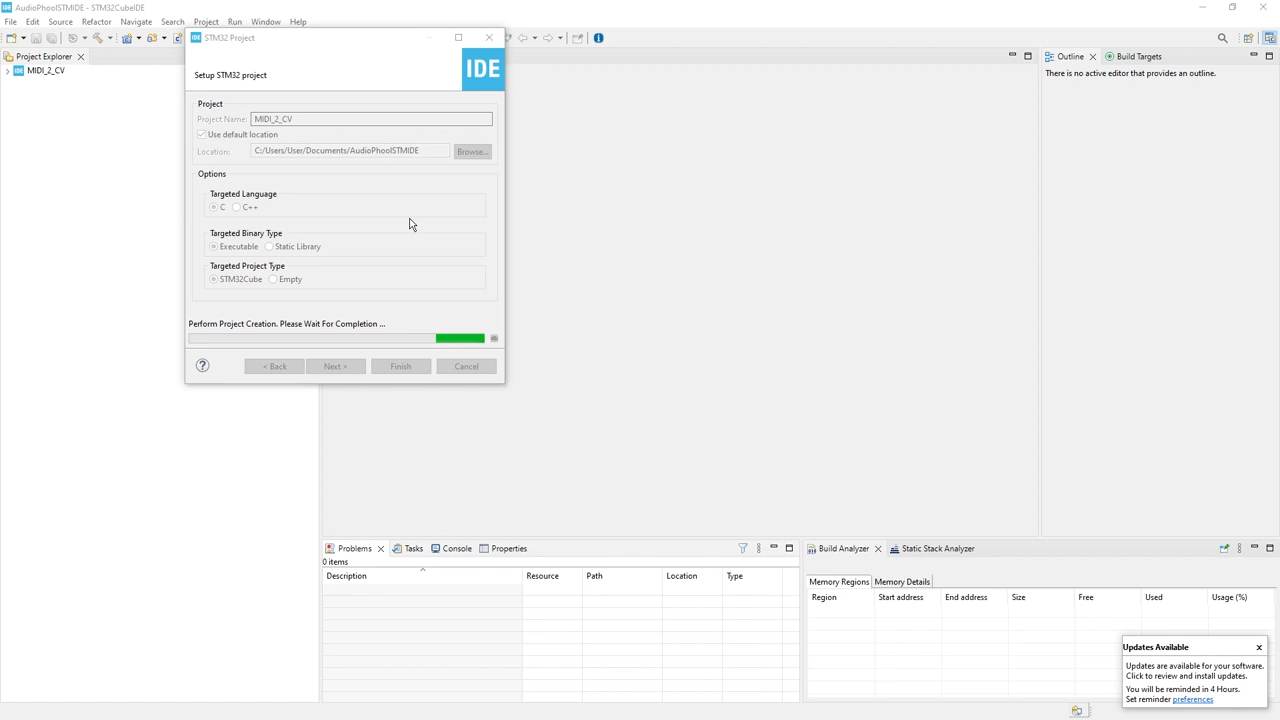 AudioPhoolSTMIDE - STM32CubeIDE
File Edit Source Refactor Navigate Search Project Run Window Help
Project Explorer
MIDI_2_CV
IDE STM32 Project
Setup STM32 project
IDE
Project
Project Name: MIDI_2_CV
Use default location
Location: C:/Users/User/Documents/AudioPhoolSTMIDE Browse...
Options
Targeted Language
C C++
Targeted Binary Type
Executable Static Library
Targeted Project Type
STM32Cube Empty
Perform Project Creation. Please Wait For Completion ...
< Back Next > Finish Cancel
Outline Build Targets
There is no active editor that provides an outline.
Problems Tasks Console Properties
0 items
Description Resource Path Location Type
Build Analyzer Static Stack Analyzer
Memory Regions Memory Details
Region Start address End address Size Free Used Usage (%)
Updates Available
Updates are available for your software.
Click to review and install updates.
You will be reminded in 4 Hours.
Set reminder preferences